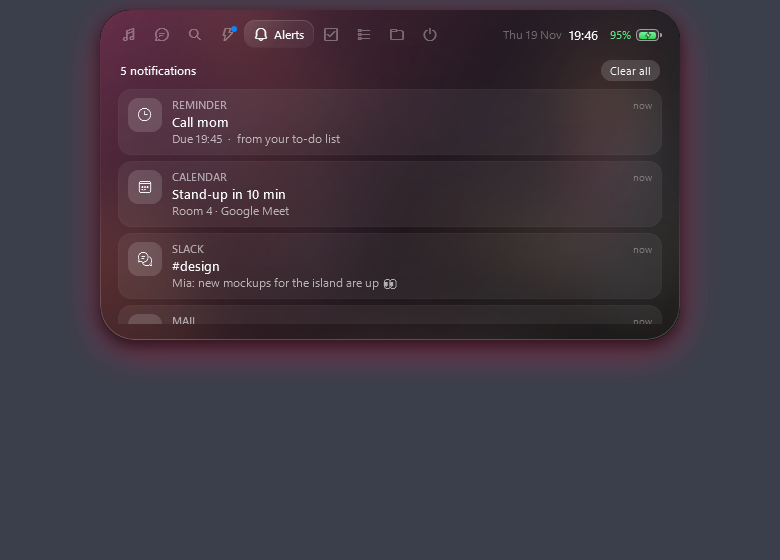 Alerts
Thu 19 Nov 19:46 95%
5 notifications
Clear all
REMINDER
now
Call mom
Due 19:45 · from your to-do list
CALENDAR
now
Stand-up in 10 min
Room 4 · Google Meet
SLACK
now
#design
Mia: new mockups for the island are up 👀
MAIL
now